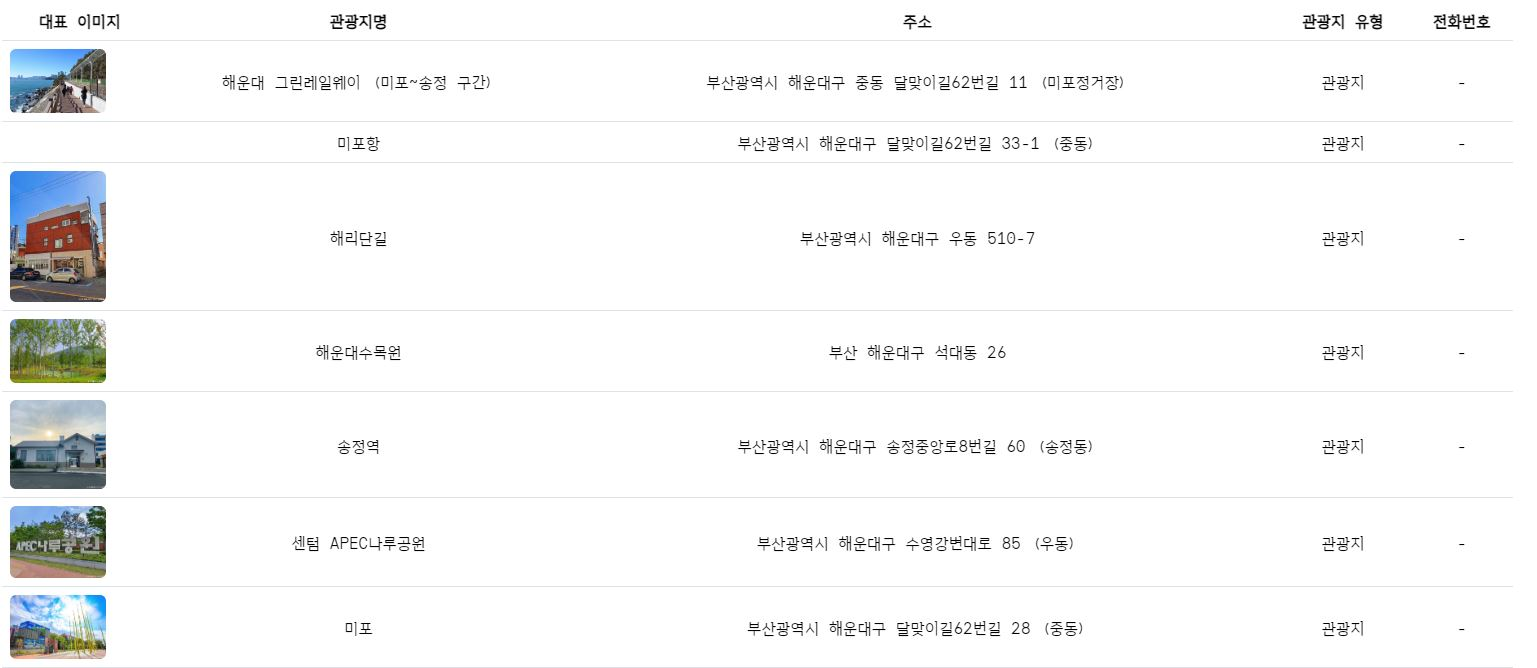 대표 이미지 관광지명 주소 관광지 유형 전화번호
해운대 그린레일웨이 (미포~송정 구간) 부산광역시 해운대구 중동 달맞이길62번길 11 (미포정거장) 관광지 -
미포항 부산광역시 해운대구 달맞이길62번길 33-1 (중동) 관광지 -
해리단길 부산광역시 해운대구 우동 510-7 관광지 -
해운대수목원 부산 해운대구 석대동 26 관광지 -
송정역 부산광역시 해운대구 송정중앙로8번길 60 (송정동) 관광지 -
APEC나루공원
센텀 APEC나루공원 부산광역시 해운대구 수영강변대로 85 (우동) 관광지 -
미포 부산광역시 해운대구 달맞이길62번길 28 (중동) 관광지 -